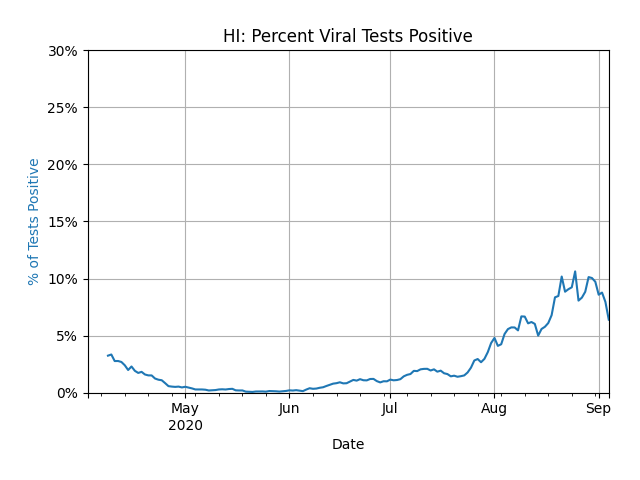 HI: Percent Viral Tests Positive
30%
25%
20%
15%
10%
5%
0%
% of Tests Positive
May
2020
Jun
Jul
Aug
Sep
Date